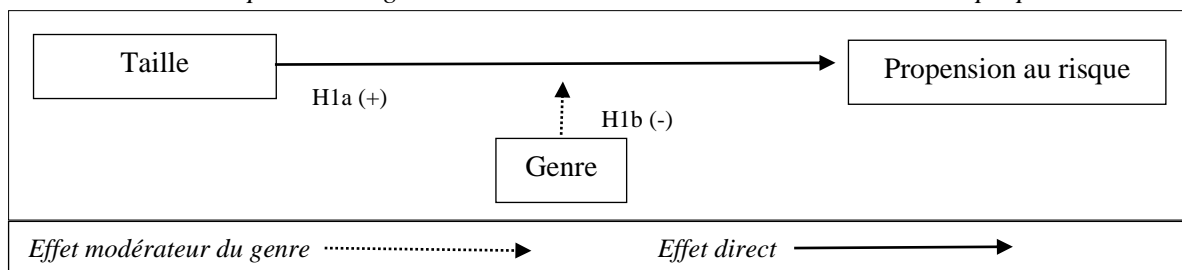 Taille
Propension au risque
H1a (+)
H1b (-)
Genre
Effet modérateur du genre
Effet direct